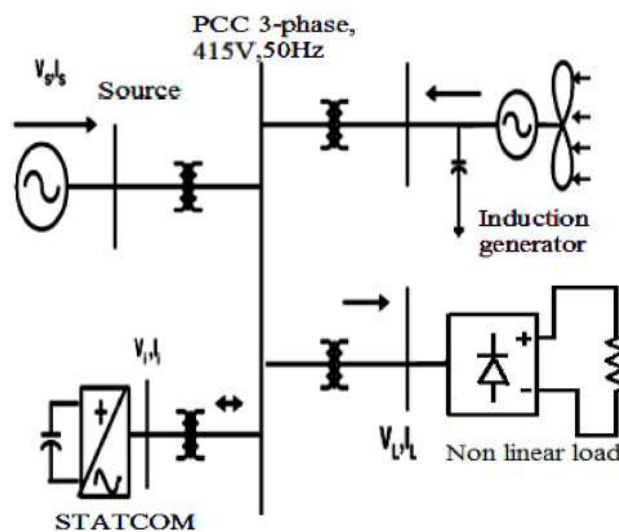 PCC 3-phase,
415V,50Hz
Vs,Is
Source
Induction
generator
Vi,Ii
+
STATCOM
+
-
VL,IL
Non linear load